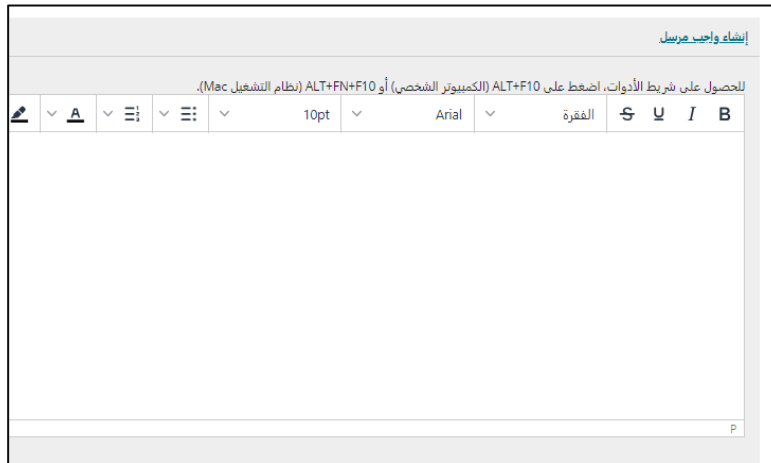 إنشاء واجب مرسل
للحصول على شريط الأدوات، اضغط على ALT+F10 (الكمبيوتر الشخصي) أو ALT+FN+F10 (نظام التشغيل Mac).
B I U S الفقرة Arial 10pt A
P